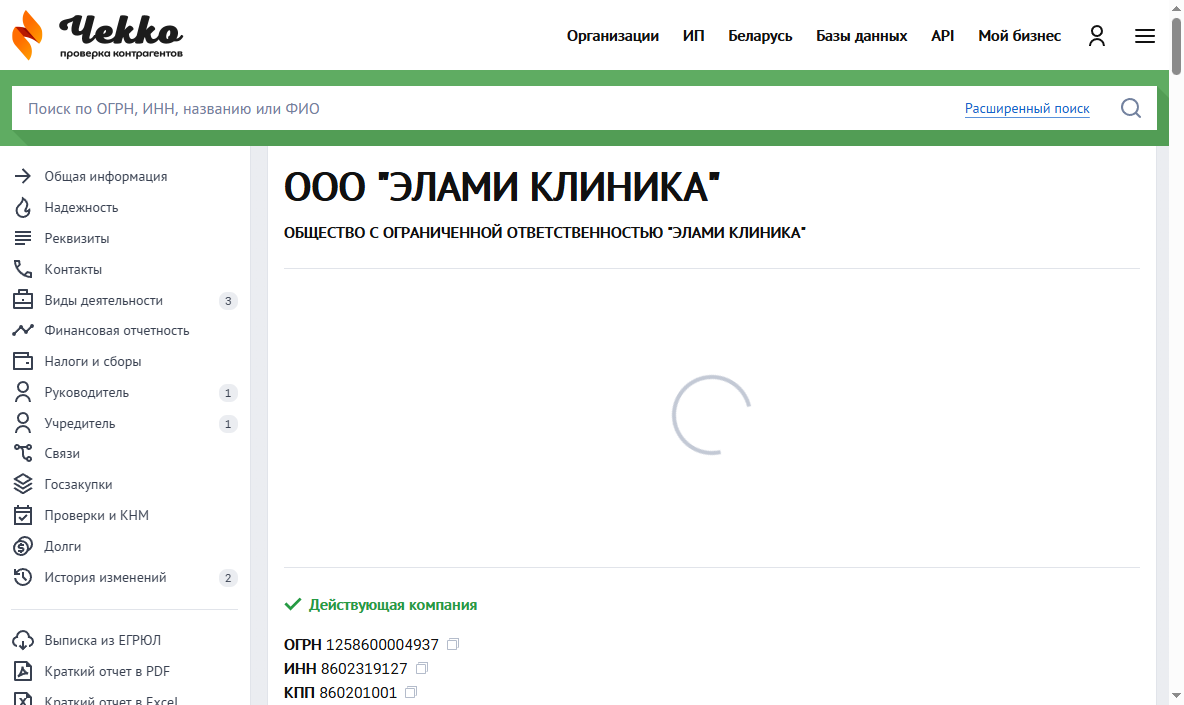 Чекко
проверка контрагентов
Организации ИП Беларусь Базы данных API Мой бизнес
Поиск по ОГРН, ИНН, названию или ФИО
Расширенный поиск
Общая информация
Надежность
Реквизиты
Контакты
Виды деятельности 3
Финансовая отчетность
Налоги и сборы
Руководитель 1
Учредитель 1
Связи
Госзакупки
Проверки и КНМ
Долги
История изменений 2
Выписка из ЕГРЮЛ
Краткий отчет в PDF
Краткий отчет в Excel
ООО "ЭЛАМИ КЛИНИКА"
ОБЩЕСТВО С ОГРАНИЧЕННОЙ ОТВЕТСТВЕННОСТЬЮ "ЭЛАМИ КЛИНИКА"
Действующая компания
ОГРН 1258600004937
ИНН 8602319127
КПП 860201001